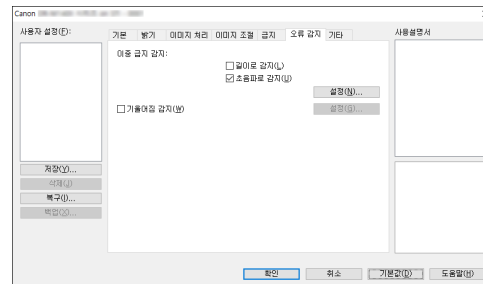 Canon
사용자 설정(F):
기본 밝기 이미지 처리 이미지 조절 급지 오류 감지 기타
사용설명서
이중 급지 감지:
길이로 감지(L)
초음파로 감지(U)
설정(N)...
기울어짐 감지(W)
설정(G)...
저장(Y)...
삭제(J)
복구(I)...
백업(X)...
확인 취소 기본값(D) 도움말(H)